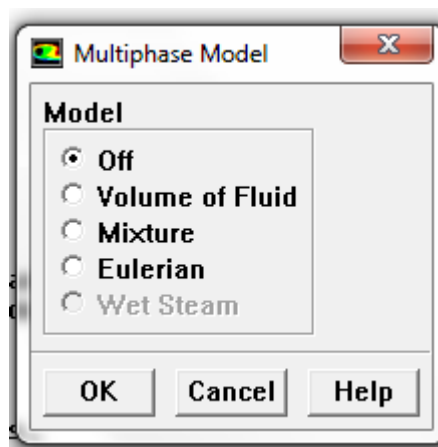 Multiphase Model
Model
Off
Volume of Fluid
Mixture
Eulerian
Wet Steam
OK Cancel Help